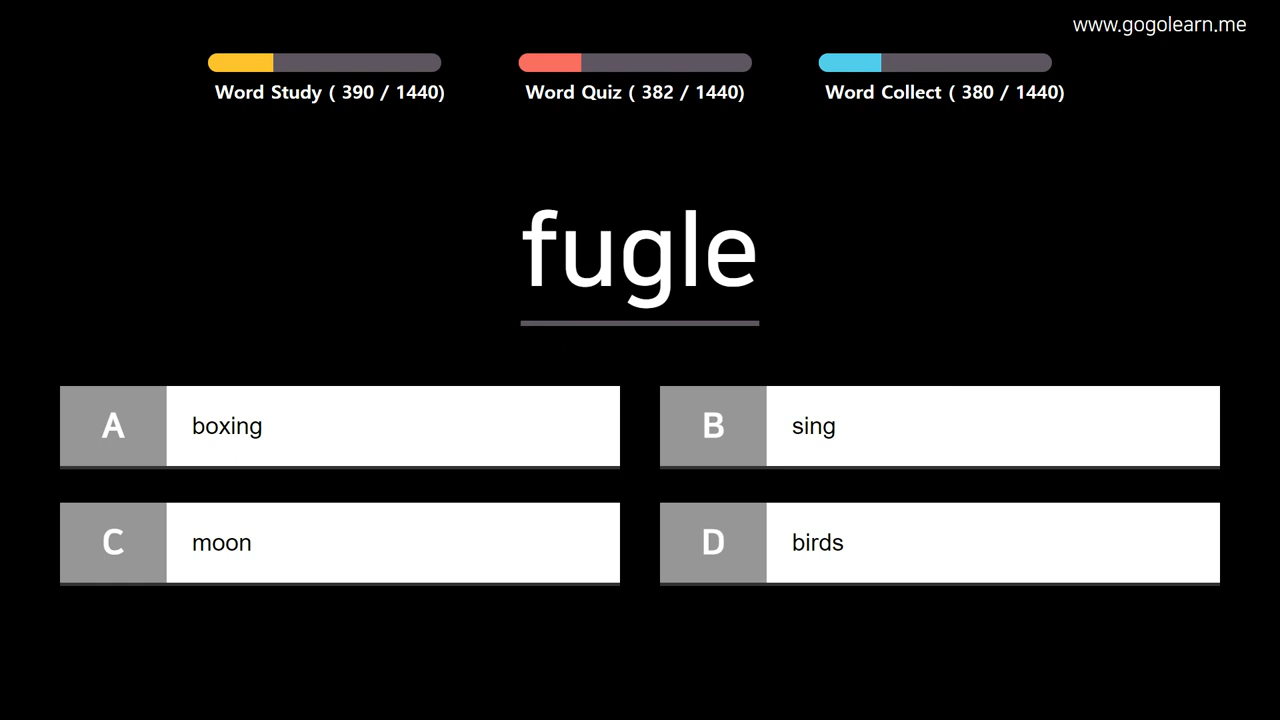 www.gogolearn.me
Word Study ( 390 / 1440)
Word Quiz ( 382 / 1440)
Word Collect ( 380 / 1440)
fugle
A boxing
B sing
C moon
D birds